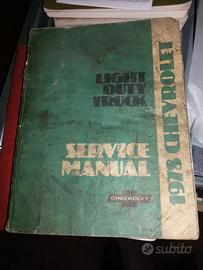 LIGHT
DUTY
TRUCK
SERVICE
MANUAL
CHEVROLET
1978 CHEVROLET
subito